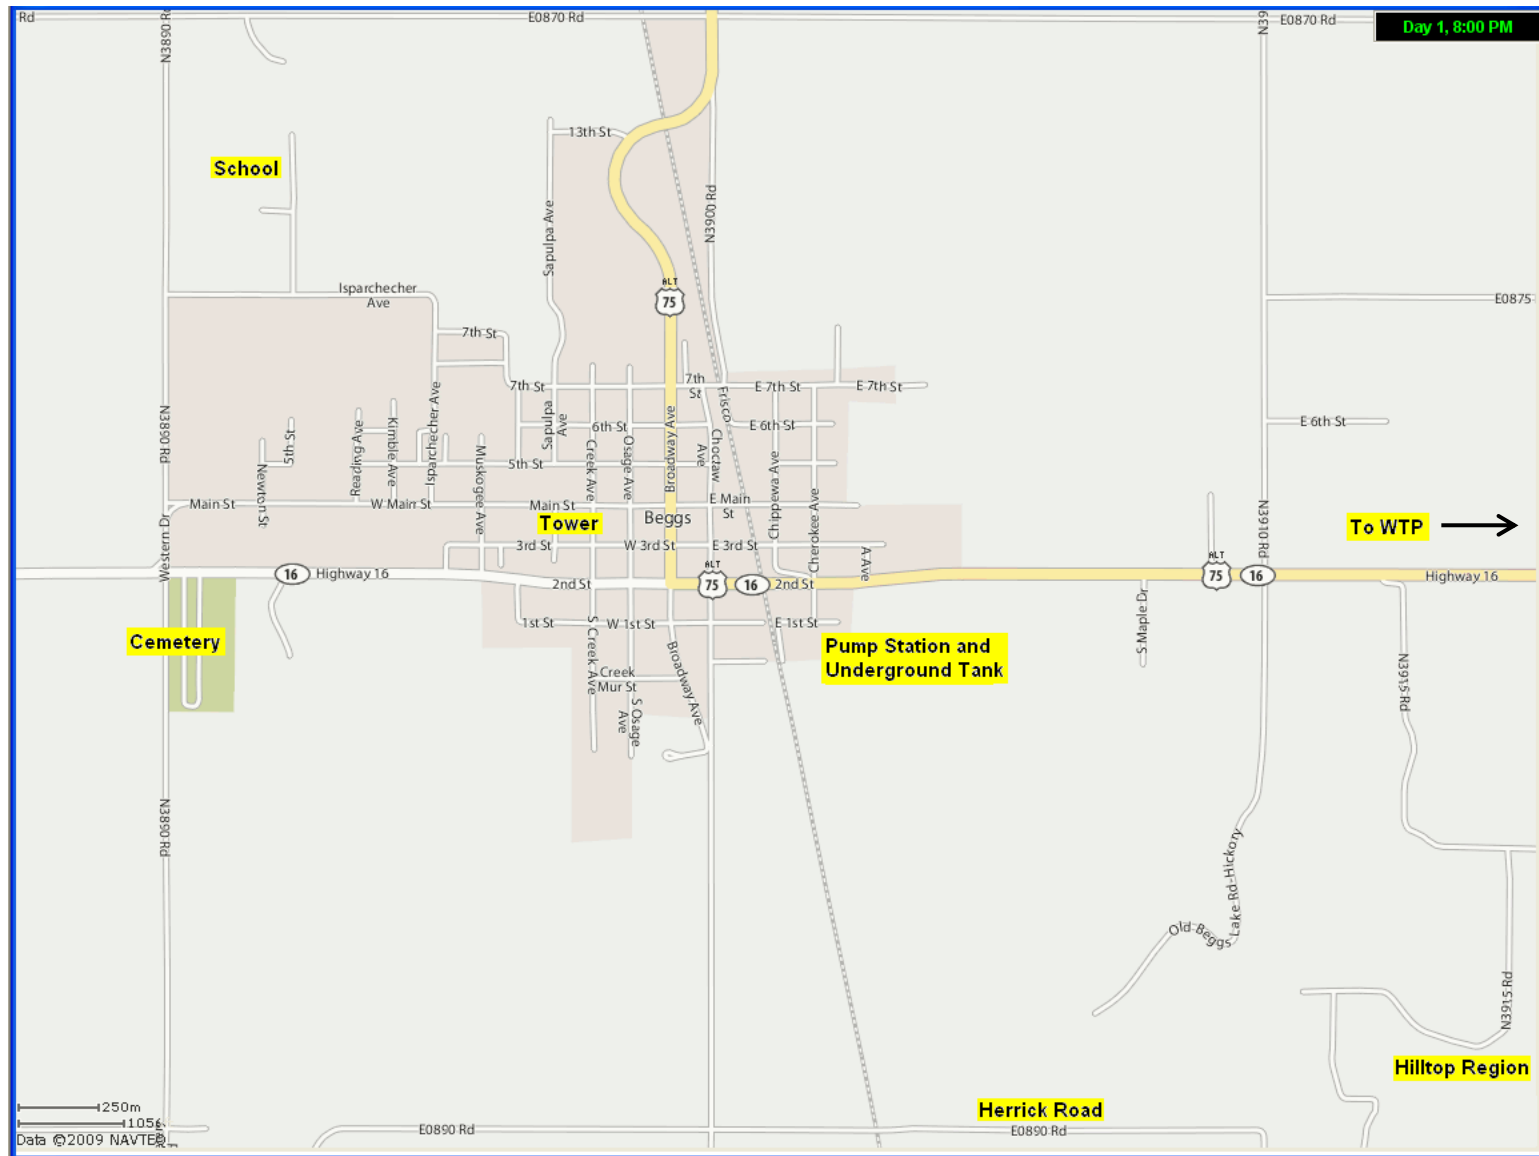 Rd
N3890 Rd
E0870 Rd
N39
E0870 Rd
Day 1, 8:00 PM
13th St
School
Sapulpa Ave
N3900 Rd
Isparchecher
Ave
ALT
75
E0875
7th St
7th St
7th
St
E 7th St
E 7th St
N3890 Rd
5th St
Reading Ave
Kimble Ave
Isparchecher Ave
Sapulpa
Ave
6th St
Broadway Ave
Frisco
E 6th St
E 6th St
Newton St
Muskogee Ave
5th St
Creek Ave
Osage Ave
Choctaw
Ave
Chippewa Ave
Cherokee Ave
Main St
W Main St
Main St
E Main
St
Tower
Beggs
To WTP
Western Dr
3rd St
W 3rd St
E 3rd St
A Ave
N3910 Rd
16
Highway 16
2nd St
ALT
75
16
2nd St
ALT
75
16
Highway 16
Cemetery
1st St
W 1st St
E 1st St
S Creek Ave
Broadway Ave
Pump Station and
Underground Tank
S Maple Dr
Creek
Mur St
S Osage
Ave
N3915 Rd
N3890 Rd
Old Beggs
Lake Rd-Hickory
N3915 Rd
Hilltop Region
Herrick Road
250m
1056
E0890 Rd
E0890 Rd
Data ©2009 NAVTEQ